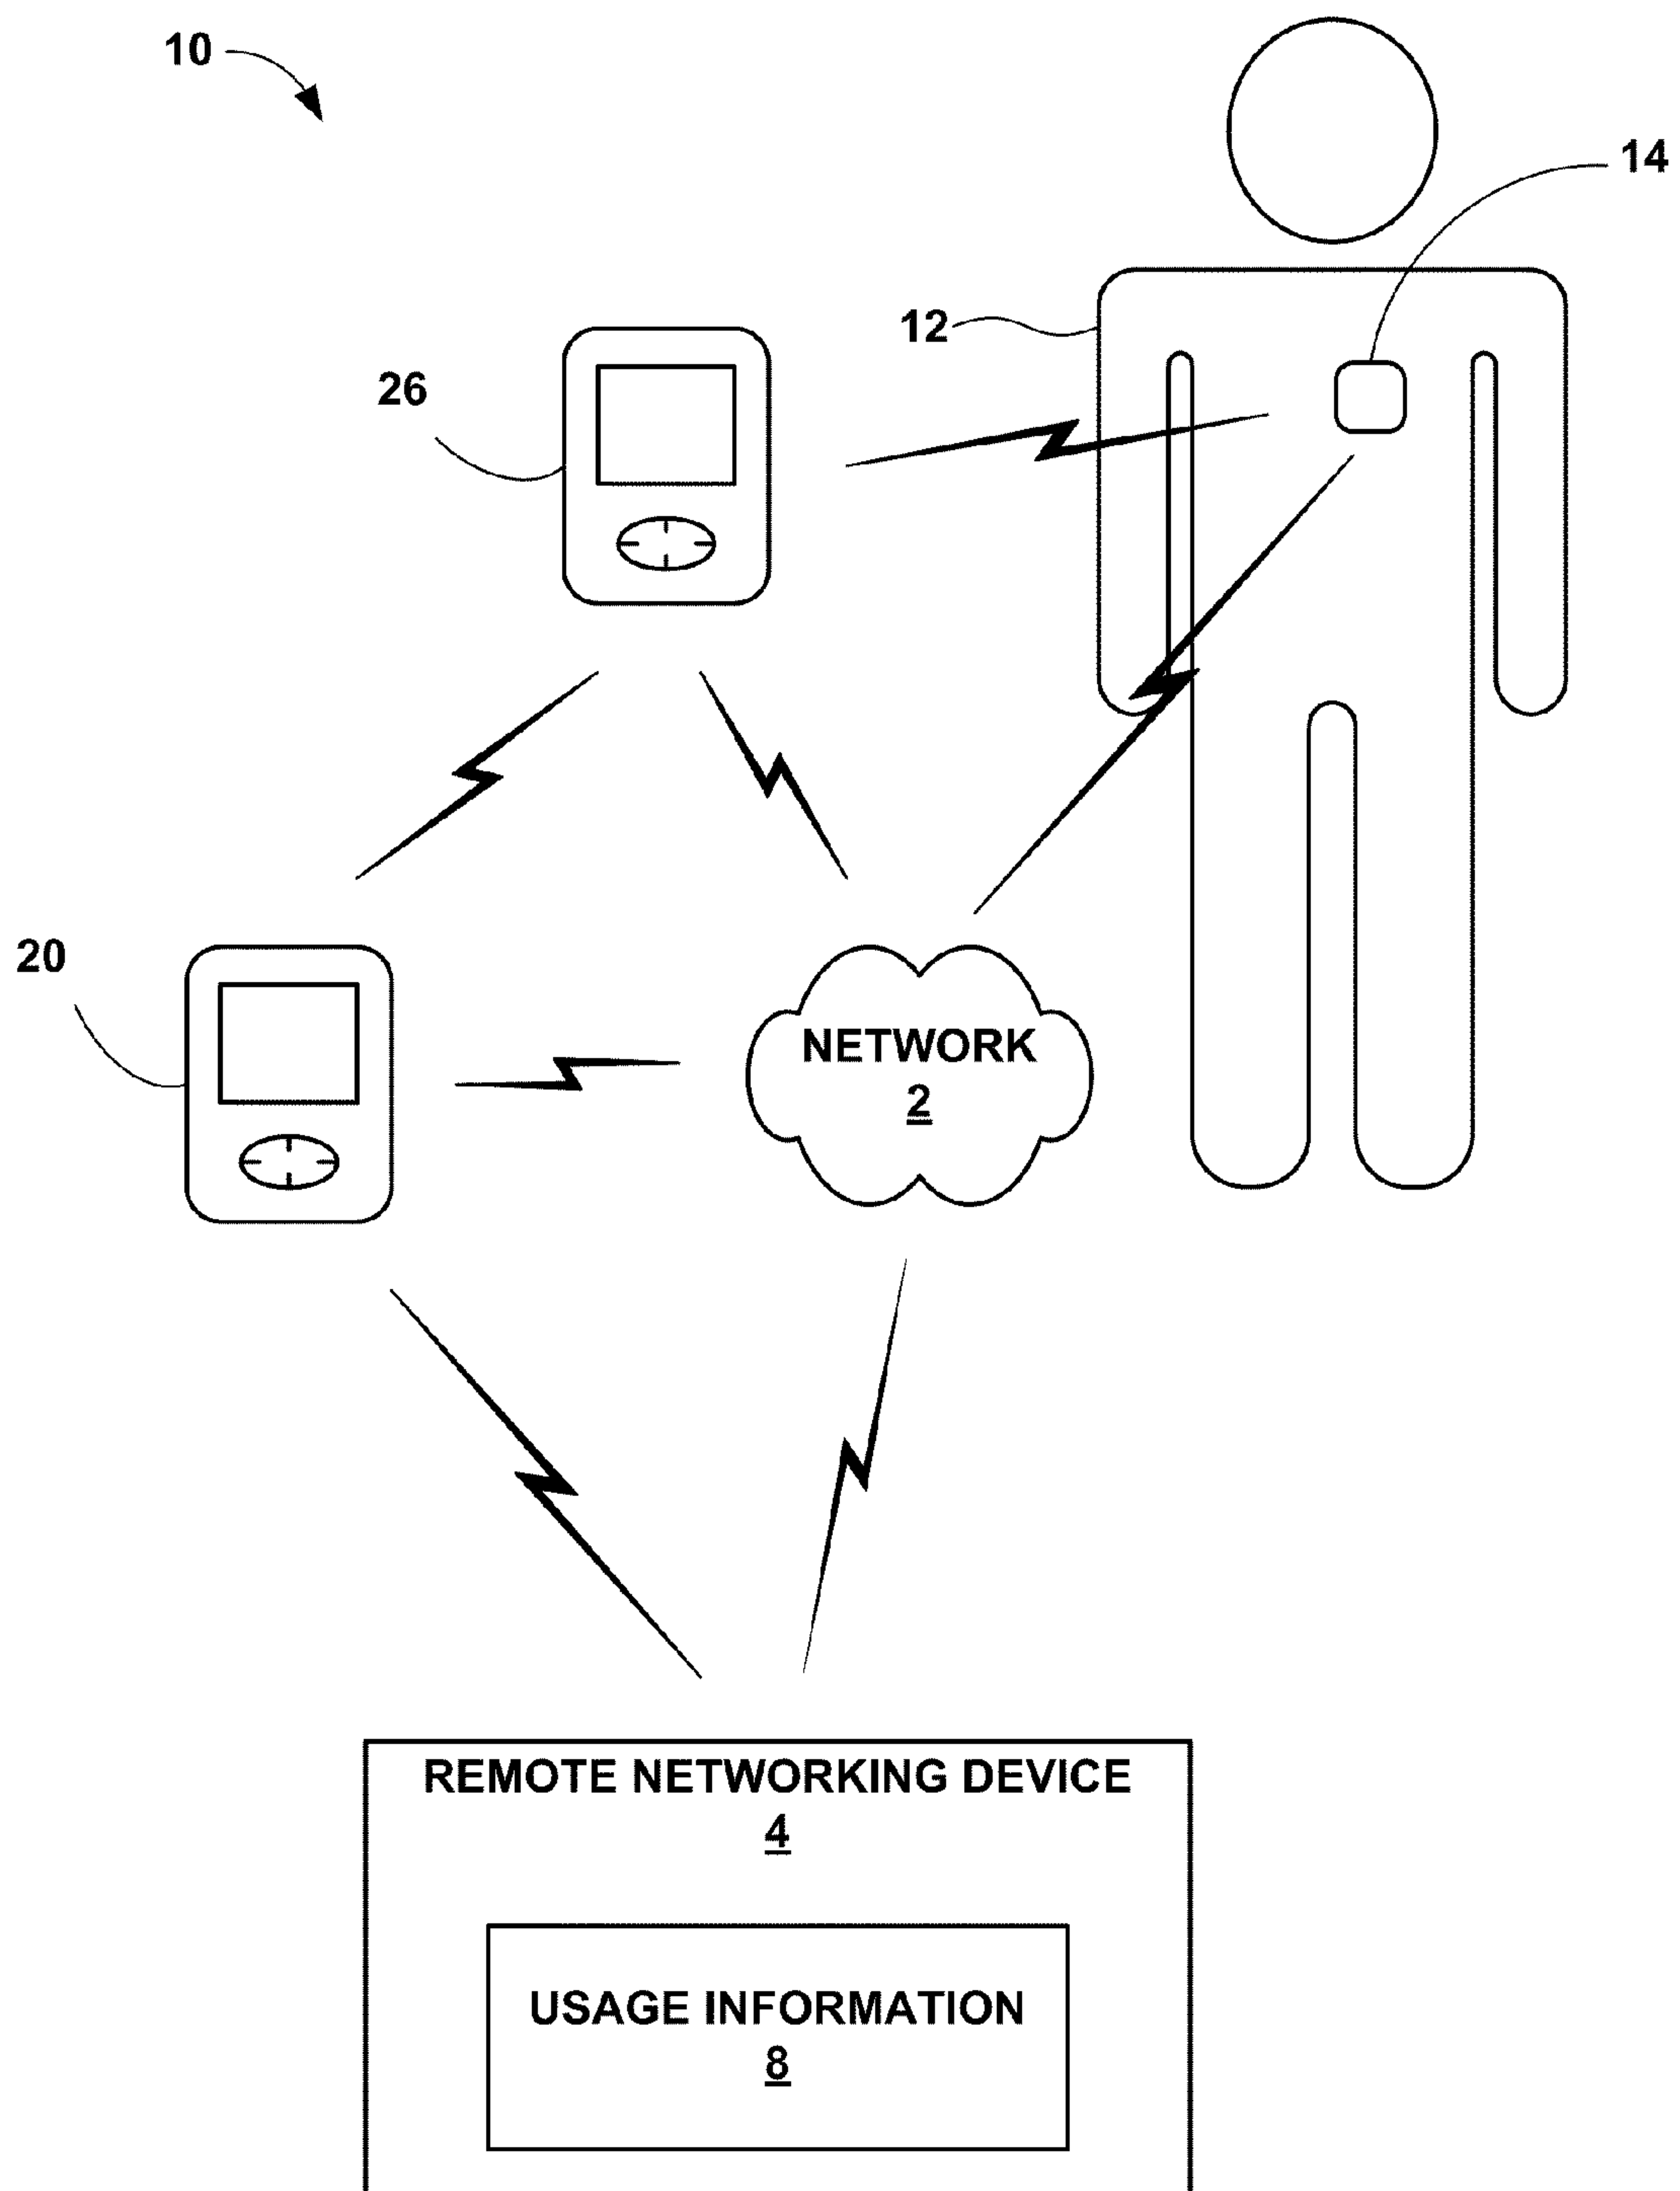 10
14
12
26
20
NETWORK
2
REMOTE NETWORKING DEVICE
4
USAGE INFORMATION
8